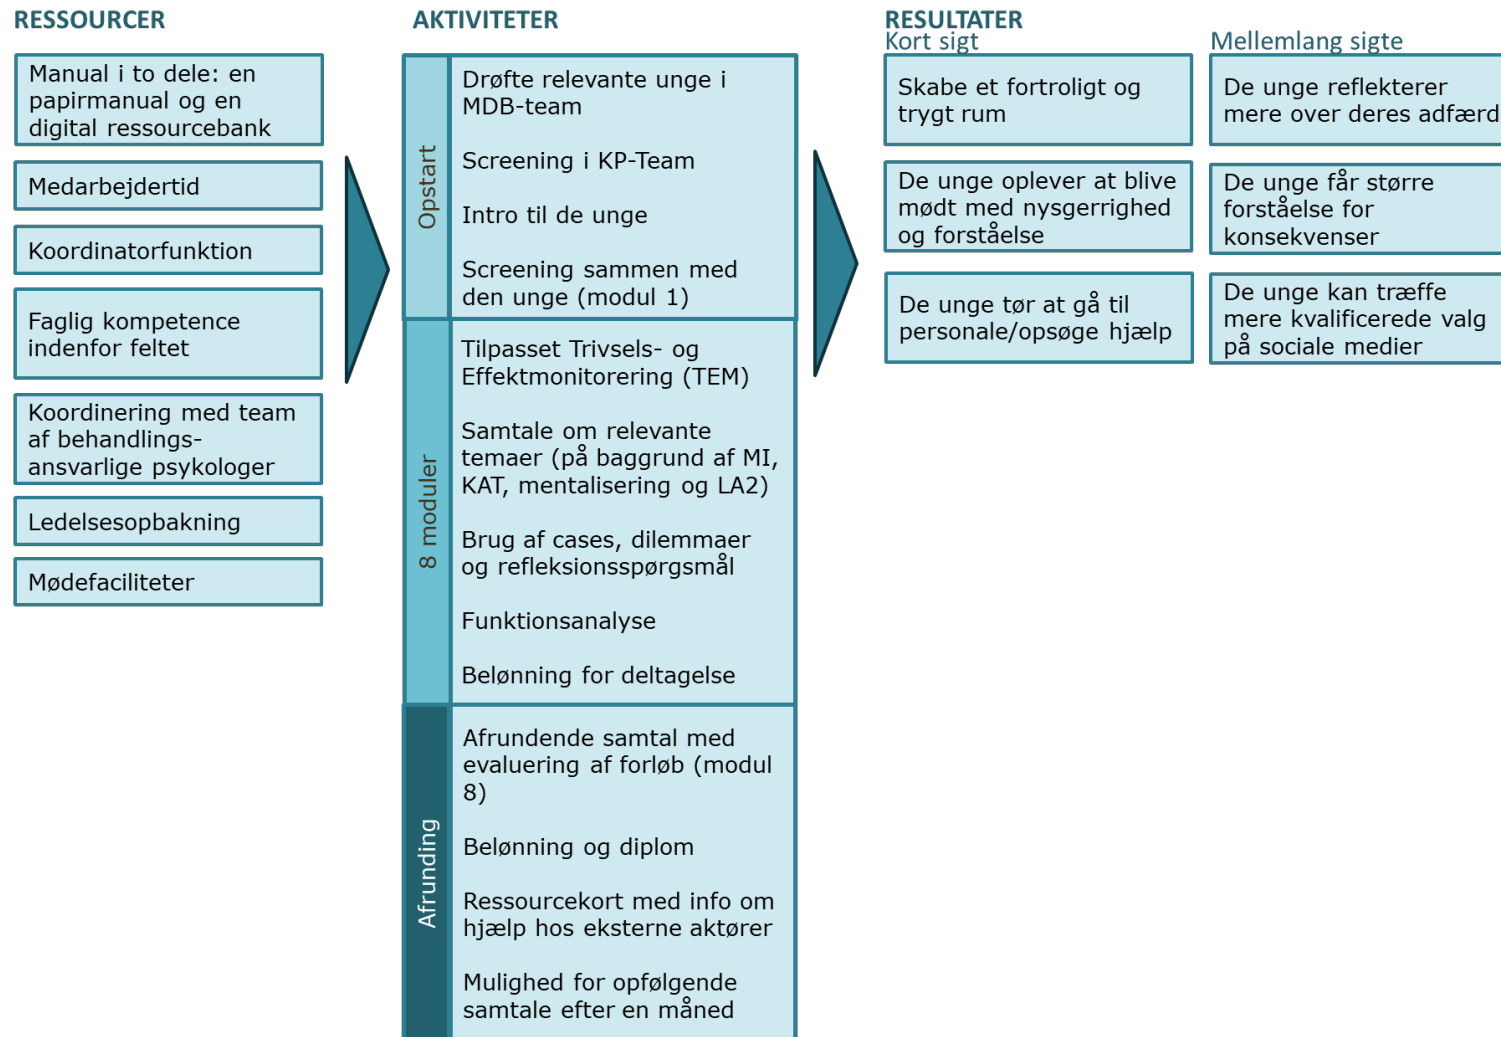 RESSOURCER
Manual i to dele: en
papirmanual og en
digital ressourcebank
Medarbejdertid
Koordinatorfunktion
Faglig kompetence
indenfor feltet
Koordinering med team
af behandlings-
ansvarlige psykologer
Ledelsesopbakning
Mødefaciliteter
AKTIVITETER
Opstart
Drøfte relevante unge i
MDB-team
Screening i KP-Team
Intro til de unge
Screening sammen med
den unge (modul 1)
8 moduler
Tilpasset Trivsels- og
Effektmonitorering (TEM)
Samtale om relevante
temaer (på baggrund af MI,
KAT, mentalisering og LA2)
Brug af cases, dilemmaer
og refleksionsspørgsmål
Funktionsanalyse
Belønning for deltagelse
Afrunding
Afrundende samtal med
evaluering af forløb (modul
8)
Belønning og diplom
Ressourcekort med info om
hjælp hos eksterne aktører
Mulighed for opfølgende
samtale efter en måned
RESULTATER
Kort sigt
Skabe et fortroligt og
trygt rum
De unge oplever at blive
mødt med nysgerrighed
og forståelse
De unge tør at gå til
personale/opsøge hjælp
Mellemlang sigte
De unge reflekterer
mere over deres adfærd
De unge får større
forståelse for
konsekvenser
De unge kan træffe
mere kvalificerede valg
på sociale medier